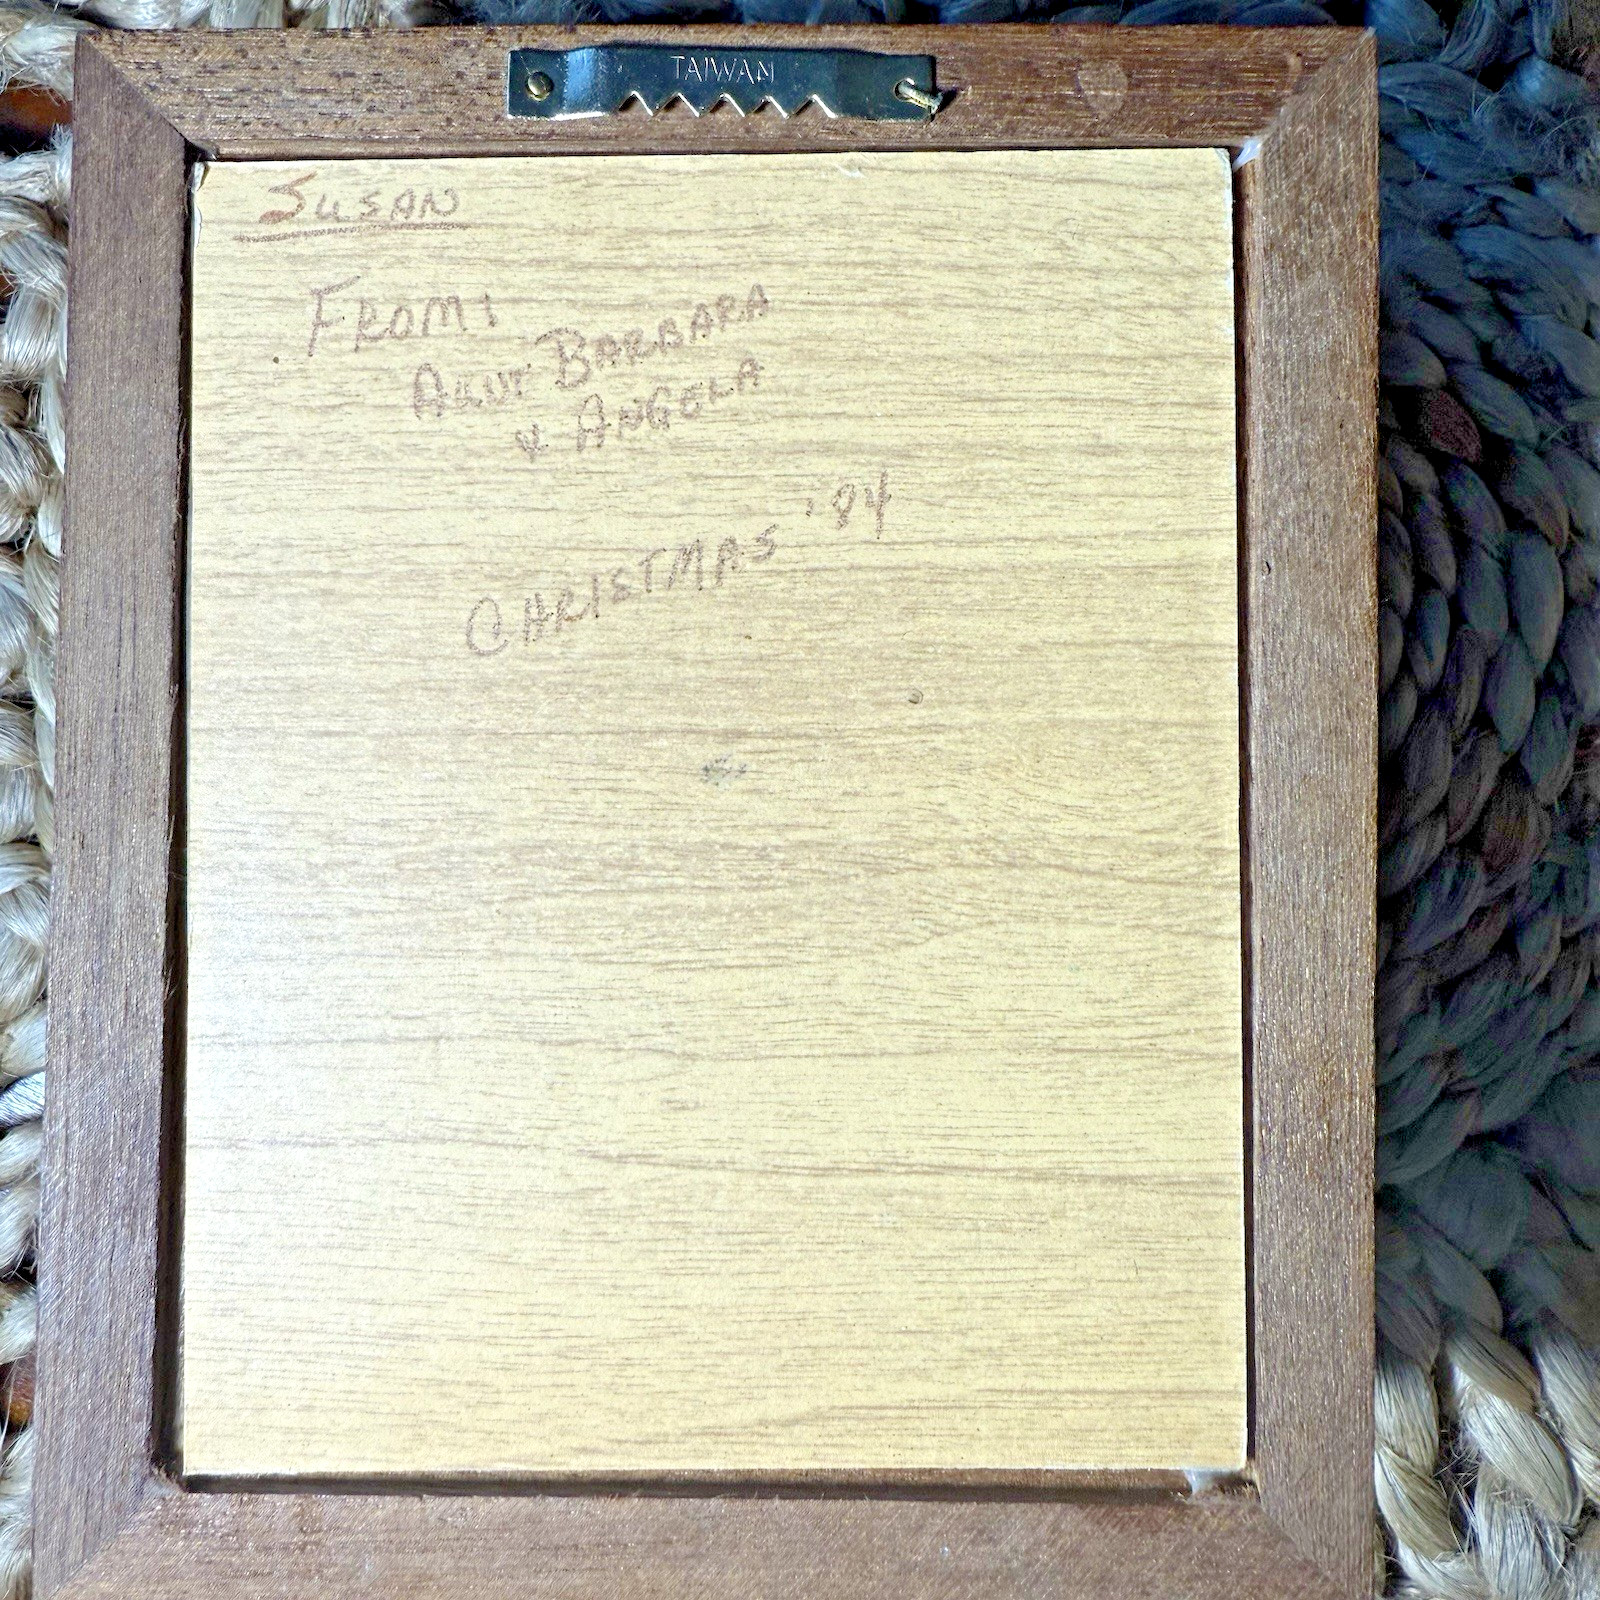 TAIWAN
SUSAN
FROM:
AUNT BARBARA
& ANGELA
CHRISTMAS '84